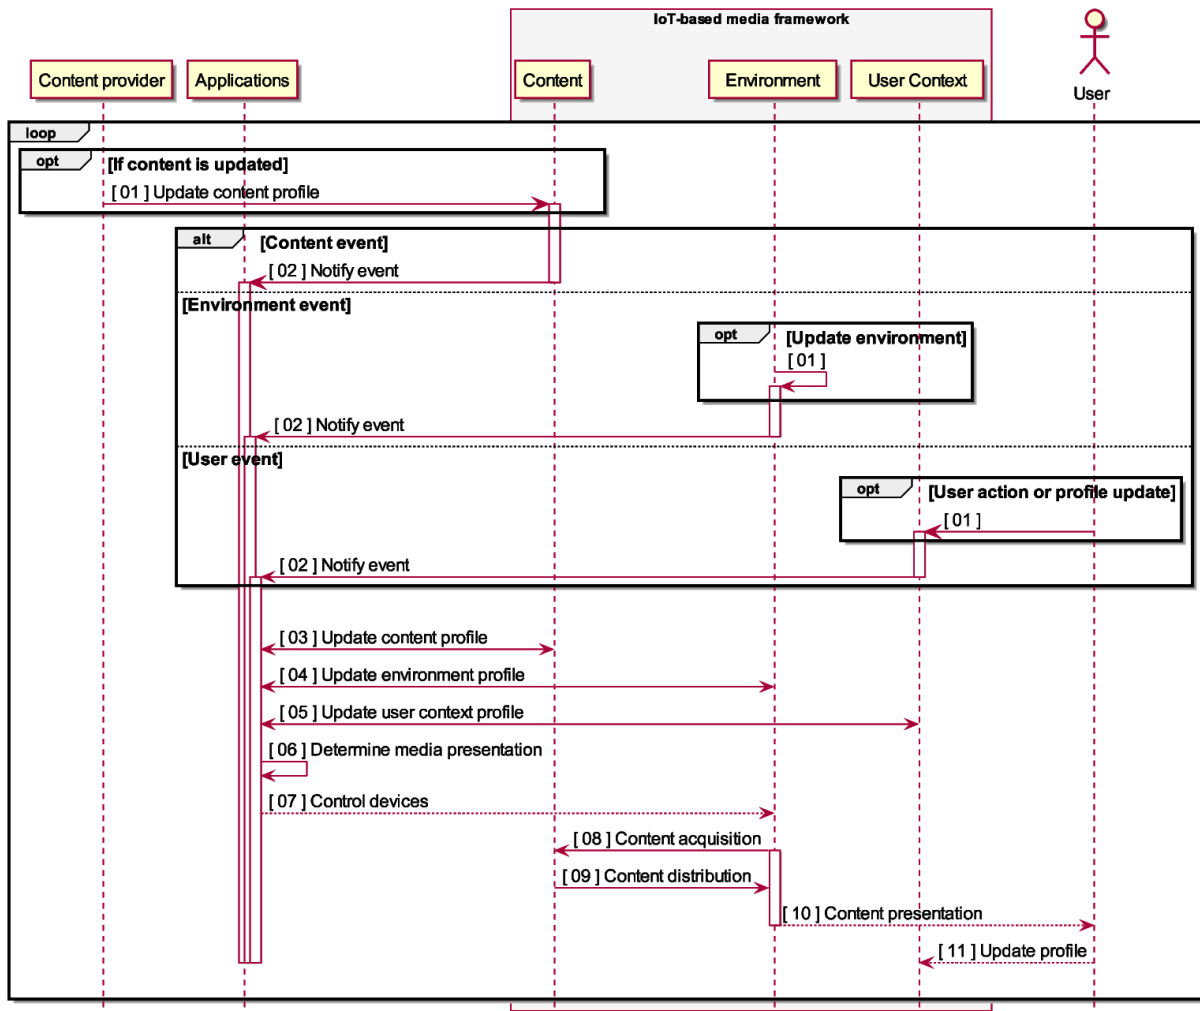 IoT-based media framework
Content provider
Applications
Content
Environment
User Context
User
loop
opt
[If content is updated]
[ 01 ] Update content profile
alt
[Content event]
[ 02 ] Notify event
[Environment event]
opt
[Update environment]
[ 01 ]
[ 02 ] Notify event
[User event]
opt
[User action or profile update]
[ 01 ]
[ 02 ] Notify event
[ 03 ] Update content profile
[ 04 ] Update environment profile
[ 05 ] Update user context profile
[ 06 ] Determine media presentation
[ 07 ] Control devices
[ 08 ] Content acquisition
[ 09 ] Content distribution
[ 10 ] Content presentation
[ 11 ] Update profile